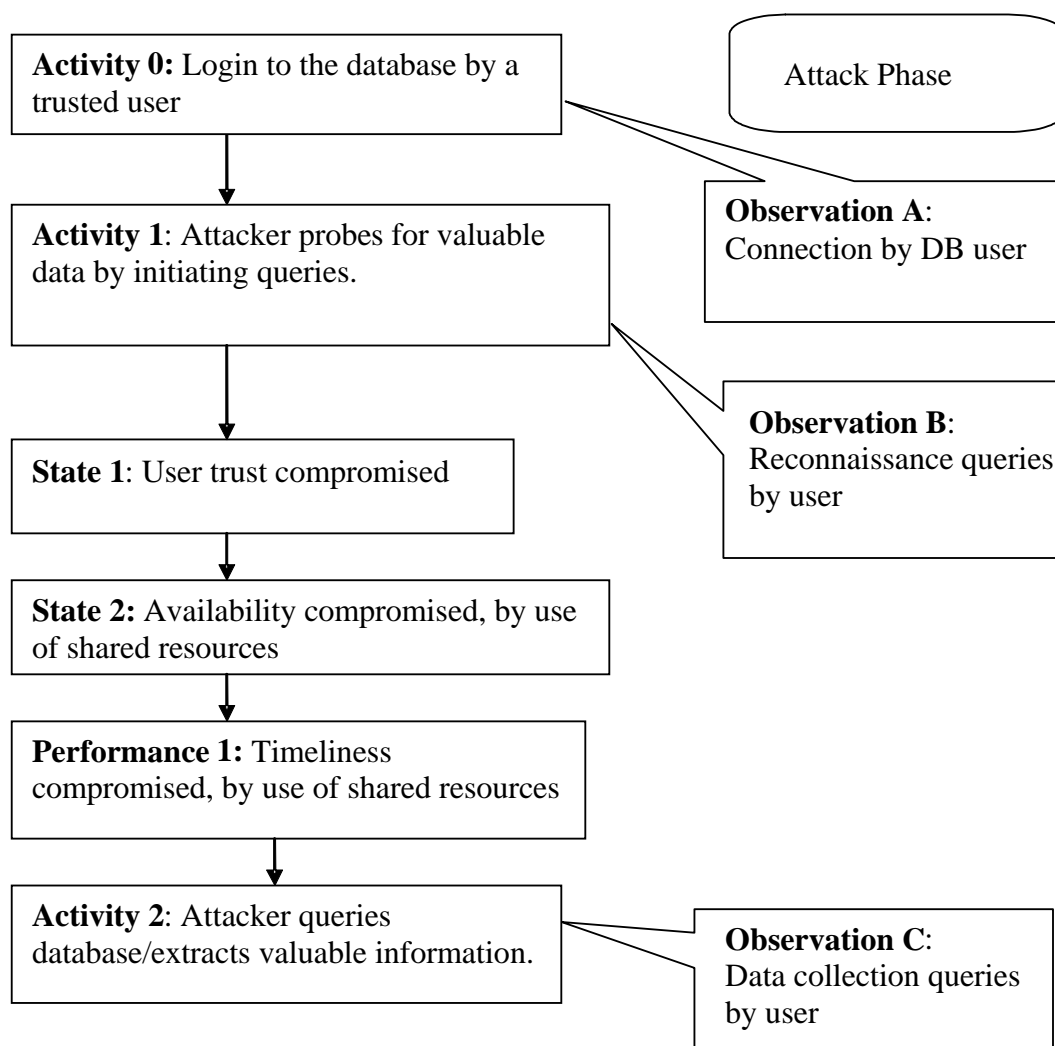 Activity 0: Login to the database by a
trusted user
Attack Phase
Observation A:
Connection by DB user
Activity 1: Attacker probes for valuable
data by initiating queries.
Observation B:
Reconnaissance queries
by user
State 1: User trust compromised
State 2: Availability compromised, by use
of shared resources
Performance 1: Timeliness
compromised, by use of shared resources
Activity 2: Attacker queries
database/extracts valuable information.
Observation C:
Data collection queries
by user